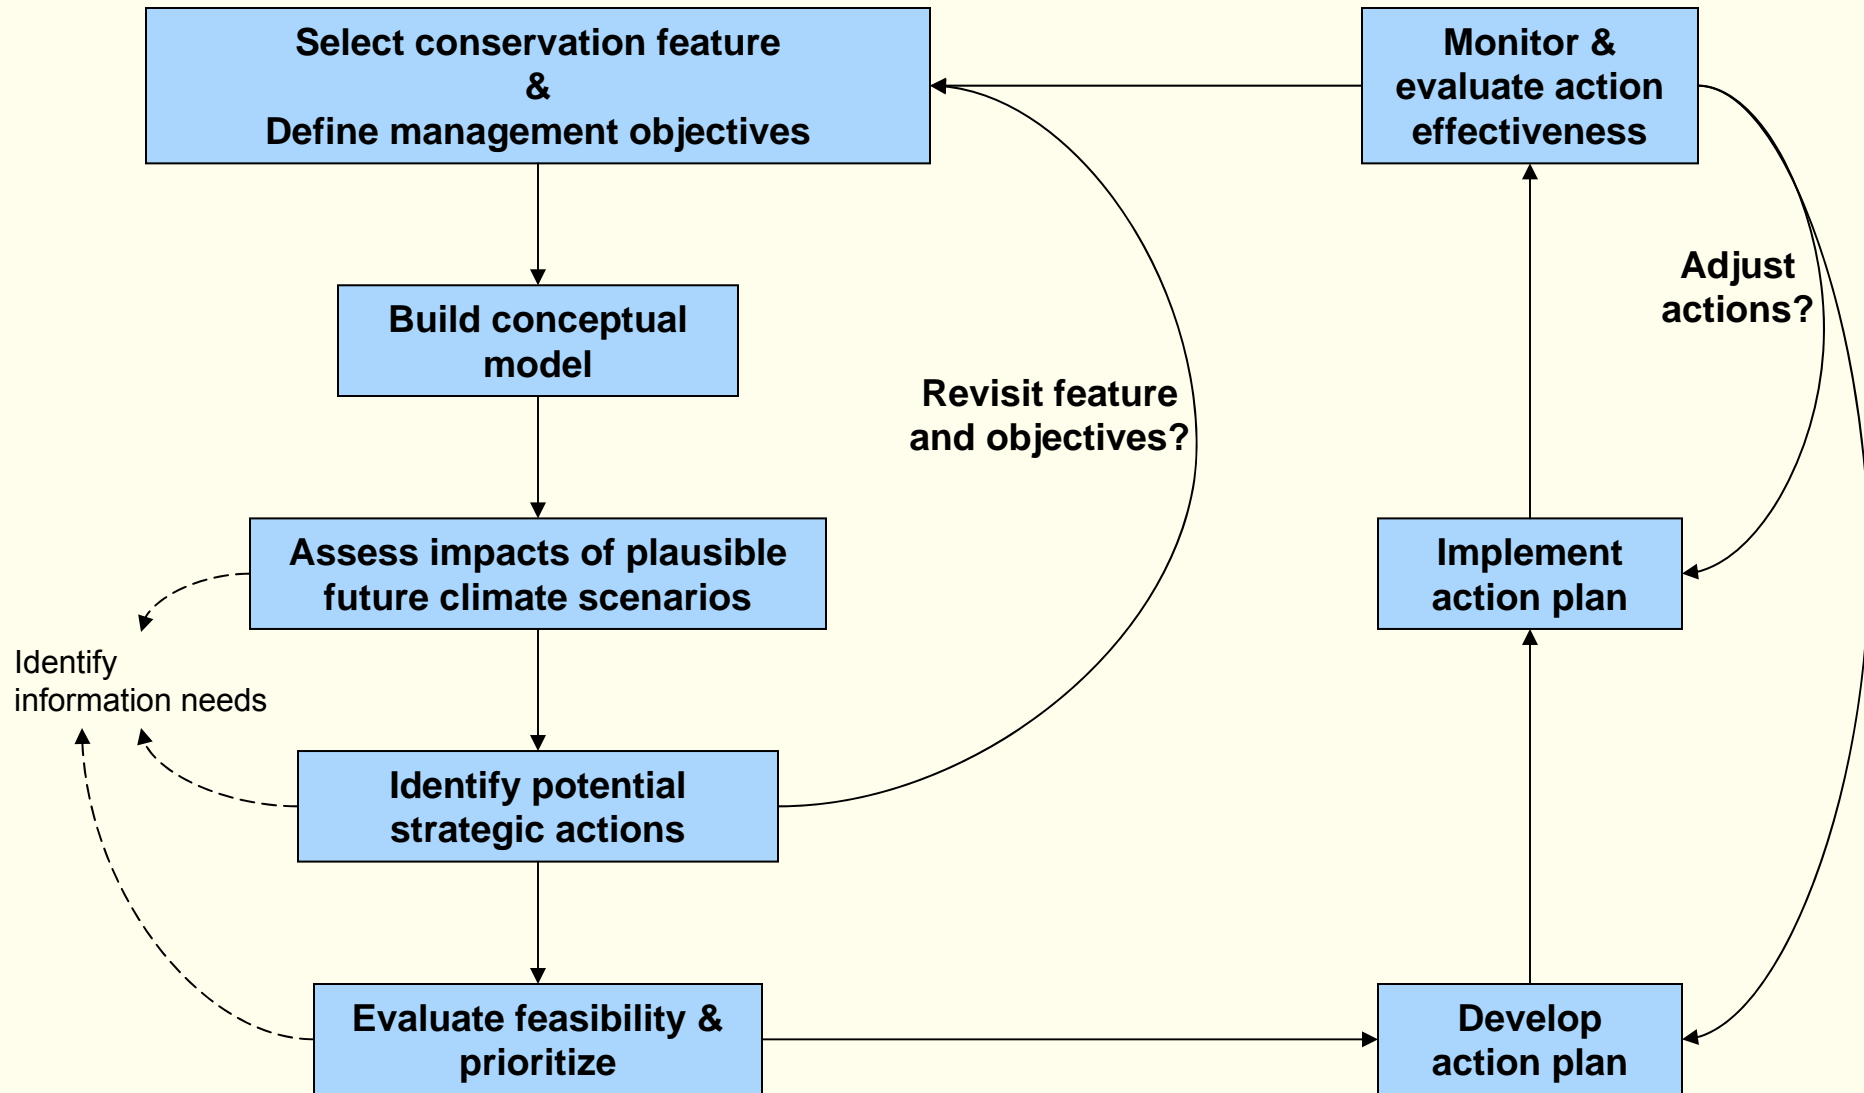 Select conservation feature
&
Define management objectives
Monitor &
evaluate action
effectiveness
Adjust
actions?
Build conceptual
model
Revisit feature
and objectives?
Assess impacts of plausible
future climate scenarios
Implement
action plan
Identify
information needs
Identify potential
strategic actions
Evaluate feasibility &
prioritize
Develop
action plan